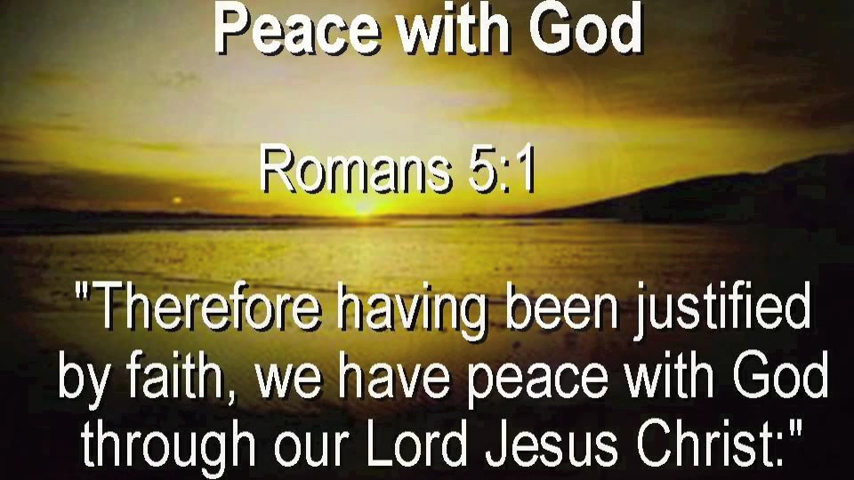 Peace with God
Romans 5:1
"Therefore having been justified
by faith, we have peace with God
through our Lord Jesus Christ:"